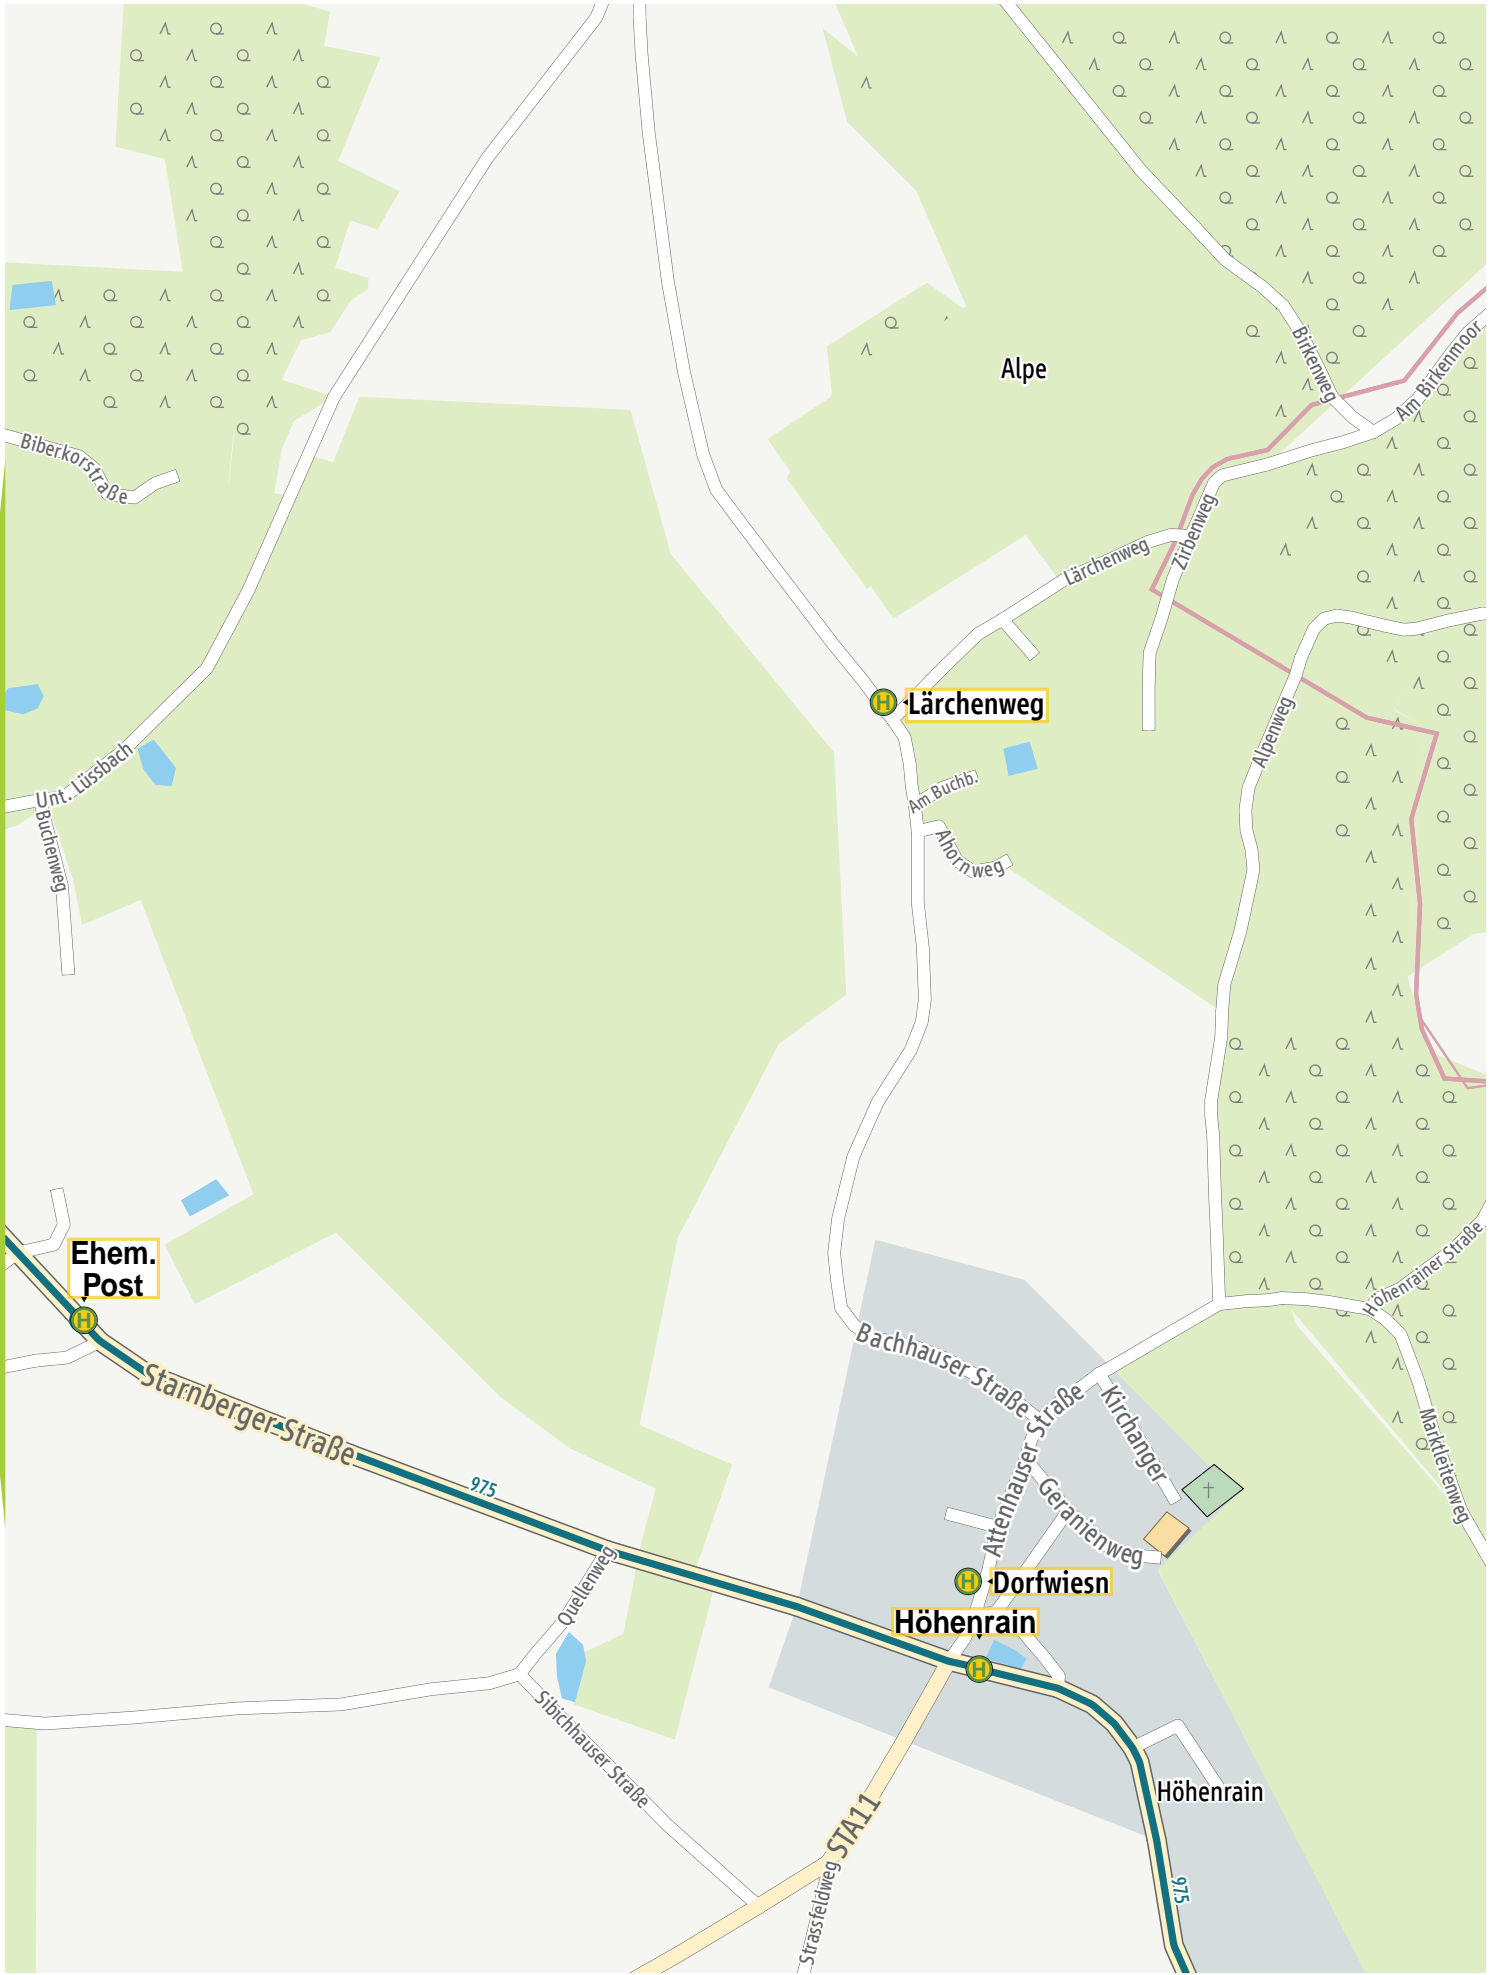 Alpe
Birkenweg
Am Birkenmoor
Biberkorstraße
Zirbenweg
Lärchenweg
H
Lärchenweg
Alpenweg
Unt. Lüssbach
Buchenweg
Am Buchb.
Ahornweg
Höhenrainer Straße
Ehem.
Post
H
Bachhauser Straße
Starnberger Straße
Attenhauser Straße
Kirchanger
Marktleitenweg
975
Geranienweg
Quellenweg
H
Dorfwiesn
Höhenrain
H
Sibichhauser Straße
Höhenrain
STA11
Strassfeldweg
975